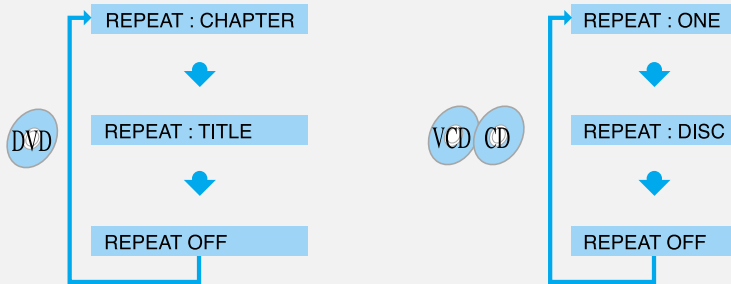 REPEAT : CHAPTER
DVD
REPEAT : TITLE
REPEAT OFF
REPEAT : ONE
VCD CD
REPEAT : DISC
REPEAT OFF